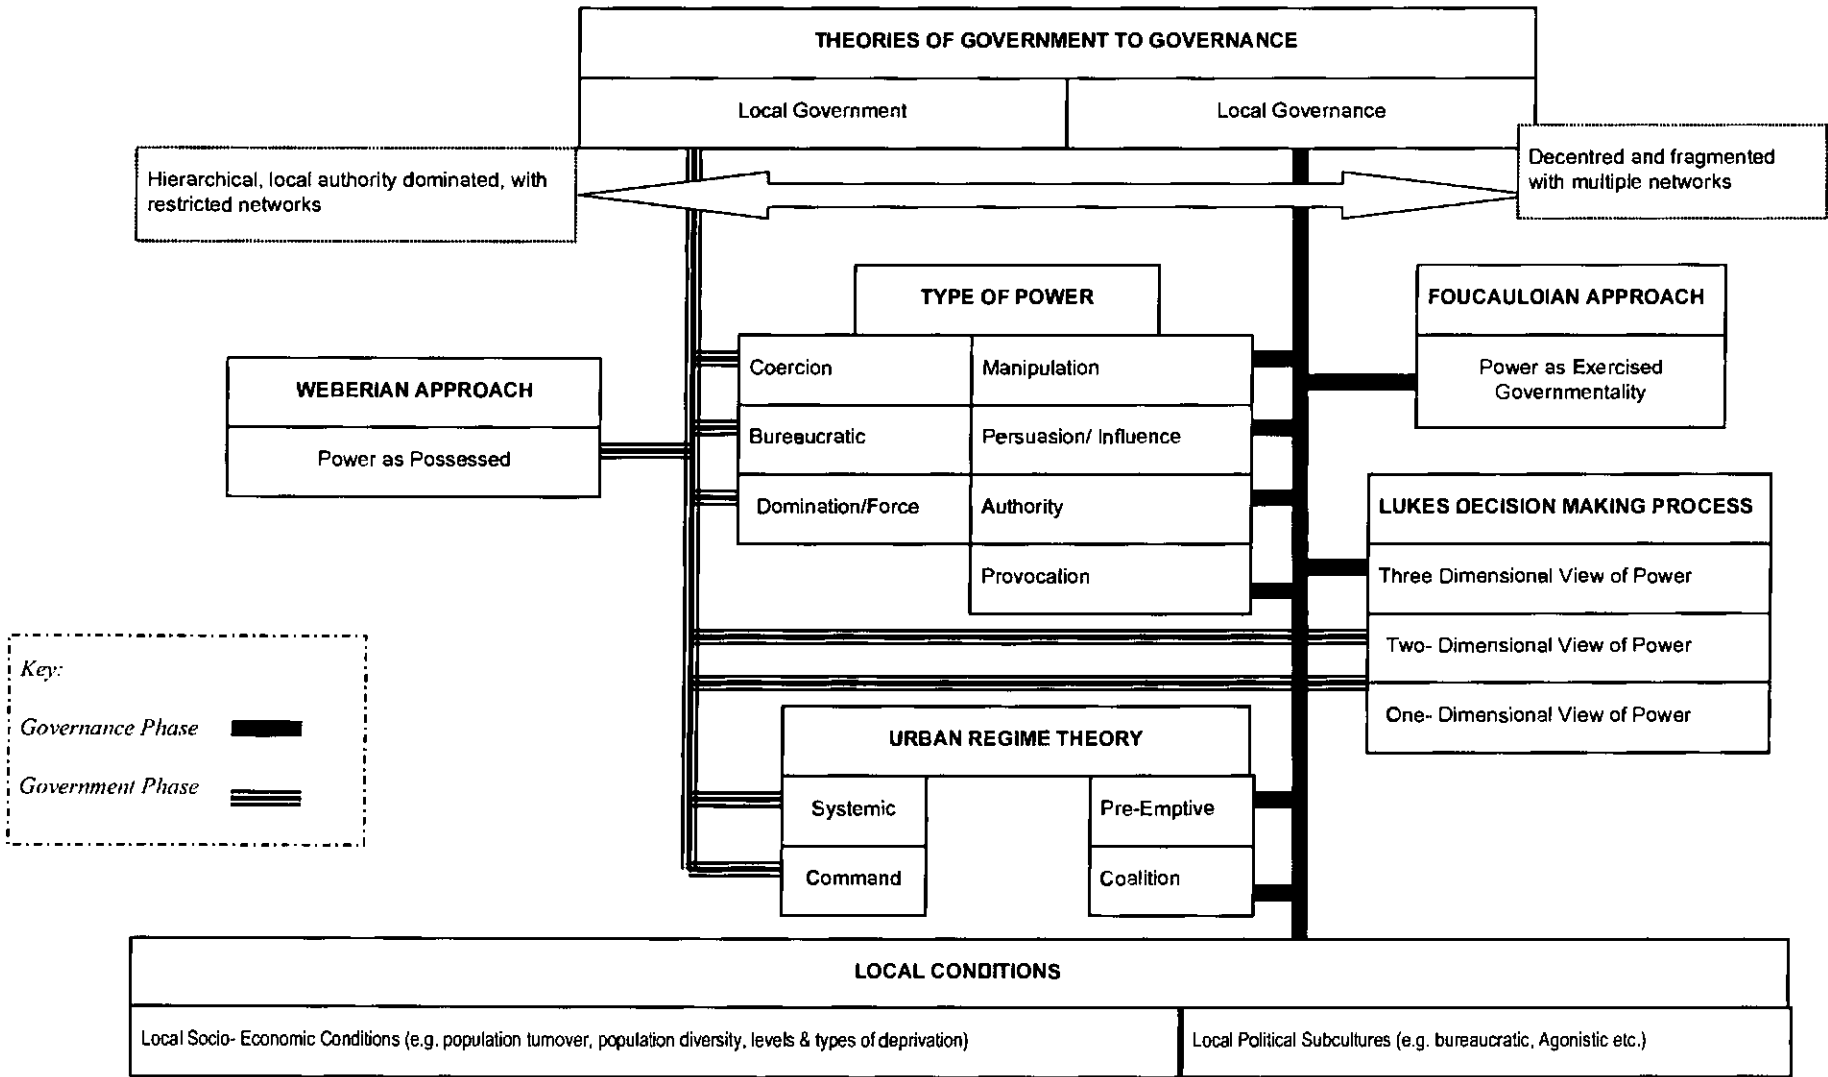 THEORIES OF GOVERNMENT TO GOVERNANCE
Local Government
Local Governance
Hierarchical, local authority dominated, with
restricted networks
Decentred and fragmented
with multiple networks
TYPE OF POWER
Coercion
Manipulation
Bureaucratic
Persuasion/ Influence
Domination/Force
Authority
Provocation
WEBERIAN APPROACH
Power as Possessed
FOUCAULOIAN APPROACH
Power as Exercised
Governmentality
LUKES DECISION MAKING PROCESS
Three Dimensional View of Power
Two- Dimensional View of Power
One- Dimensional View of Power
Key:
Governance Phase
Government Phase
URBAN REGIME THEORY
Systemic
Pre-Emptive
Command
Coalition
LOCAL CONDITIONS
Local Socio- Economic Conditions (e.g. population turnover, population diversity, levels & types of deprivation)
Local Political Subcultures (e.g. bureaucratic, Agonistic etc.)